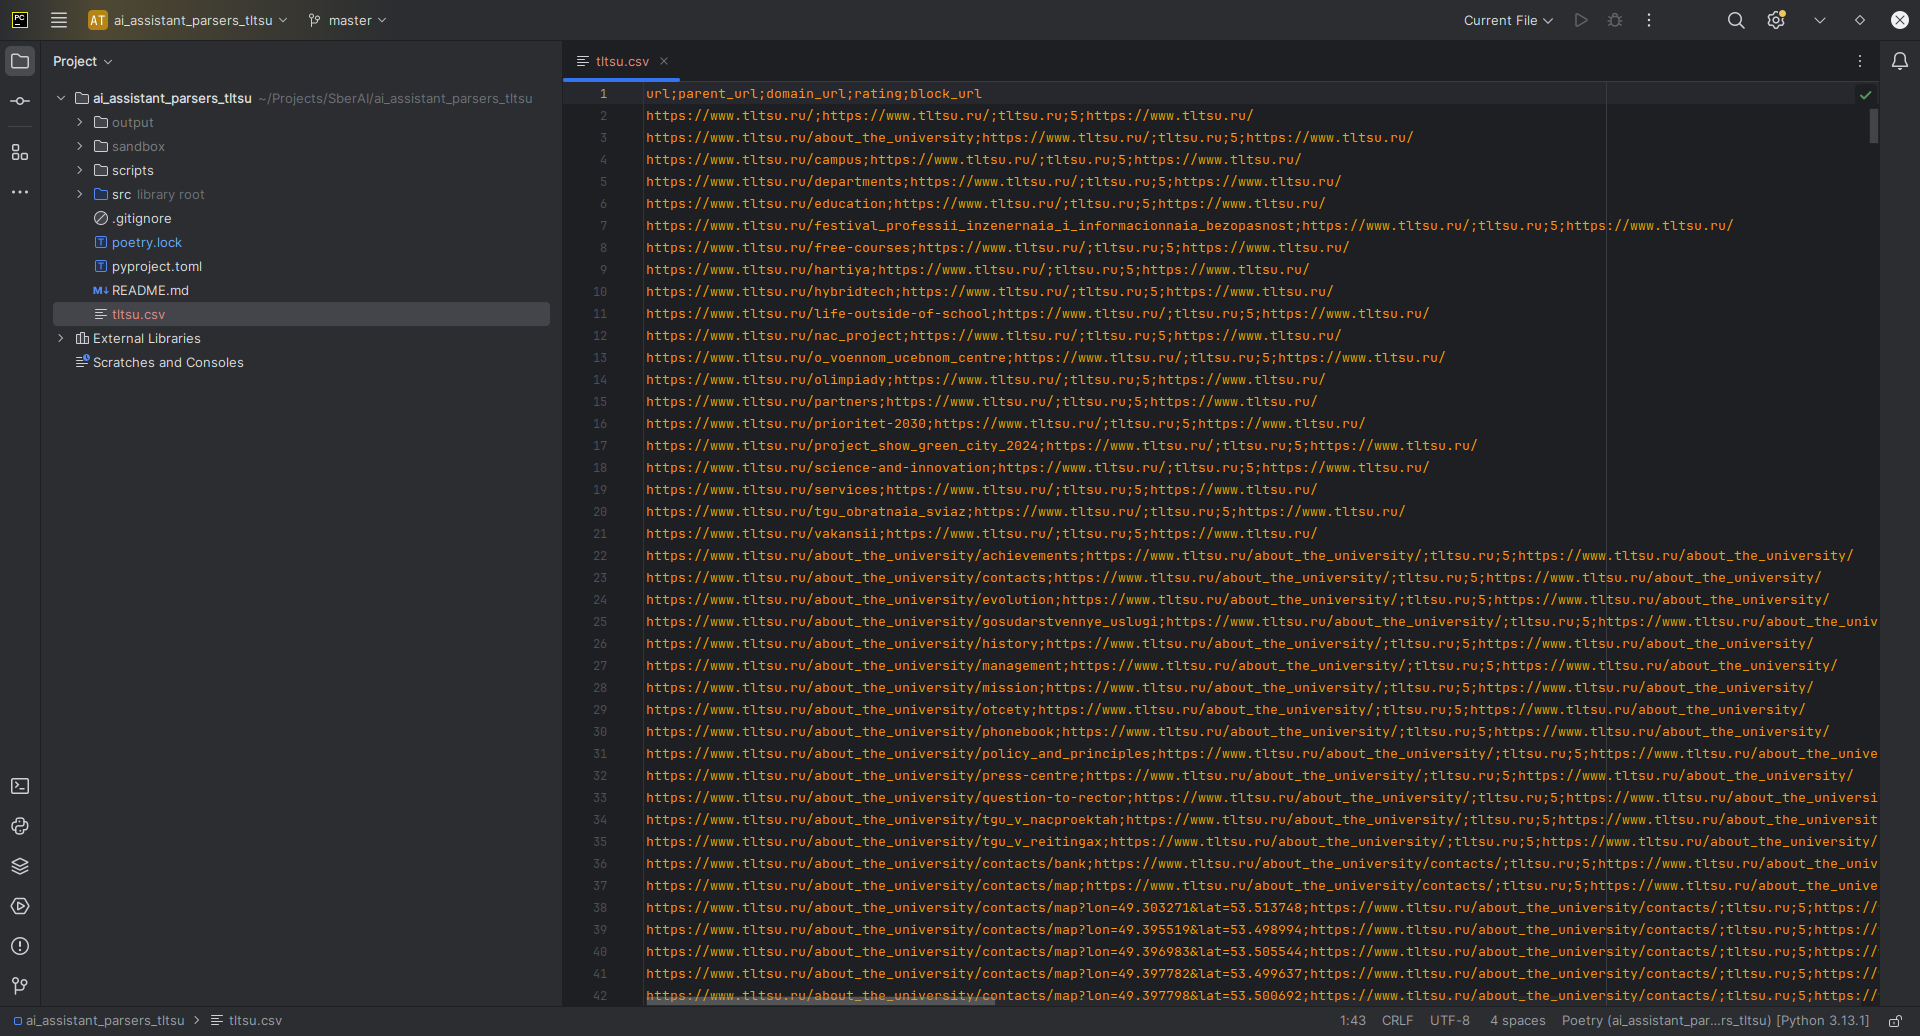 PC
AT ai_assistant_parsers_tltsu master Current File
Project
tltsu.csv
ai_assistant_parsers_tltsu ~/Projects/SberAI/ai_assistant_parsers_tltsu
output
sandbox
scripts
src library root
.gitignore
T poetry.lock
T pyproject.toml
M↓ README.md
tltsu.csv
External Libraries
Scratches and Consoles
1 url;parent_url;domain_url;rating;block_url
2 https://www.tltsu.ru/;https://www.tltsu.ru/;tltsu.ru;5;https://www.tltsu.ru/
3 https://www.tltsu.ru/about_the_university;https://www.tltsu.ru/;tltsu.ru;5;https://www.tltsu.ru/
4 https://www.tltsu.ru/campus;https://www.tltsu.ru/;tltsu.ru;5;https://www.tltsu.ru/
5 https://www.tltsu.ru/departments;https://www.tltsu.ru/;tltsu.ru;5;https://www.tltsu.ru/
6 https://www.tltsu.ru/education;https://www.tltsu.ru/;tltsu.ru;5;https://www.tltsu.ru/
7 https://www.tltsu.ru/festival_professii_inzenernaia_i_informacionnaia_bezopasnost;https://www.tltsu.ru/;tltsu.ru;5;https://www.tltsu.ru/
8 https://www.tltsu.ru/free-courses;https://www.tltsu.ru/;tltsu.ru;5;https://www.tltsu.ru/
9 https://www.tltsu.ru/hartiya;https://www.tltsu.ru/;tltsu.ru;5;https://www.tltsu.ru/
10 https://www.tltsu.ru/hybridtech;https://www.tltsu.ru/;tltsu.ru;5;https://www.tltsu.ru/
11 https://www.tltsu.ru/life-outside-of-school;https://www.tltsu.ru/;tltsu.ru;5;https://www.tltsu.ru/
12 https://www.tltsu.ru/nac_project;https://www.tltsu.ru/;tltsu.ru;5;https://www.tltsu.ru/
13 https://www.tltsu.ru/o_voennom_ucebnom_centre;https://www.tltsu.ru/;tltsu.ru;5;https://www.tltsu.ru/
14 https://www.tltsu.ru/olimpiady;https://www.tltsu.ru/;tltsu.ru;5;https://www.tltsu.ru/
15 https://www.tltsu.ru/partners;https://www.tltsu.ru/;tltsu.ru;5;https://www.tltsu.ru/
16 https://www.tltsu.ru/prioritet-2030;https://www.tltsu.ru/;tltsu.ru;5;https://www.tltsu.ru/
17 https://www.tltsu.ru/project_show_green_city_2024;https://www.tltsu.ru/;tltsu.ru;5;https://www.tltsu.ru/
18 https://www.tltsu.ru/science-and-innovation;https://www.tltsu.ru/;tltsu.ru;5;https://www.tltsu.ru/
19 https://www.tltsu.ru/services;https://www.tltsu.ru/;tltsu.ru;5;https://www.tltsu.ru/
20 https://www.tltsu.ru/tgu_obratnaia_sviaz;https://www.tltsu.ru/;tltsu.ru;5;https://www.tltsu.ru/
21 https://www.tltsu.ru/vakansii;https://www.tltsu.ru/;tltsu.ru;5;https://www.tltsu.ru/
22 https://www.tltsu.ru/about_the_university/achievements;https://www.tltsu.ru/about_the_university/;tltsu.ru;5;https://www.tltsu.ru/about_the_university/
23 https://www.tltsu.ru/about_the_university/contacts;https://www.tltsu.ru/about_the_university/;tltsu.ru;5;https://www.tltsu.ru/about_the_university/
24 https://www.tltsu.ru/about_the_university/evolution;https://www.tltsu.ru/about_the_university/;tltsu.ru;5;https://www.tltsu.ru/about_the_university/
25 https://www.tltsu.ru/about_the_university/gosudarstvennye_uslugi;https://www.tltsu.ru/about_the_university/;tltsu.ru;5;https://www.tltsu.ru/about_the_univ
26 https://www.tltsu.ru/about_the_university/history;https://www.tltsu.ru/about_the_university/;tltsu.ru;5;https://www.tltsu.ru/about_the_university/
27 https://www.tltsu.ru/about_the_university/management;https://www.tltsu.ru/about_the_university/;tltsu.ru;5;https://www.tltsu.ru/about_the_university/
28 https://www.tltsu.ru/about_the_university/mission;https://www.tltsu.ru/about_the_university/;tltsu.ru;5;https://www.tltsu.ru/about_the_university/
29 https://www.tltsu.ru/about_the_university/otcety;https://www.tltsu.ru/about_the_university/;tltsu.ru;5;https://www.tltsu.ru/about_the_university/
30 https://www.tltsu.ru/about_the_university/phonebook;https://www.tltsu.ru/about_the_university/;tltsu.ru;5;https://www.tltsu.ru/about_the_university/
31 https://www.tltsu.ru/about_the_university/policy_and_principles;https://www.tltsu.ru/about_the_university/;tltsu.ru;5;https://www.tltsu.ru/about_the_unive
32 https://www.tltsu.ru/about_the_university/press-centre;https://www.tltsu.ru/about_the_university/;tltsu.ru;5;https://www.tltsu.ru/about_the_university/
33 https://www.tltsu.ru/about_the_university/question-to-rector;https://www.tltsu.ru/about_the_university/;tltsu.ru;5;https://www.tltsu.ru/about_the_universi
34 https://www.tltsu.ru/about_the_university/tgu_v_nacproektah;https://www.tltsu.ru/about_the_university/;tltsu.ru;5;https://www.tltsu.ru/about_the_universit
35 https://www.tltsu.ru/about_the_university/tgu_v_reitingax;https://www.tltsu.ru/about_the_university/;tltsu.ru;5;https://www.tltsu.ru/about_the_university/
36 https://www.tltsu.ru/about_the_university/contacts/bank;https://www.tltsu.ru/about_the_university/contacts/;tltsu.ru;5;https://www.tltsu.ru/about_the_univ
37 https://www.tltsu.ru/about_the_university/contacts/map;https://www.tltsu.ru/about_the_university/contacts/;tltsu.ru;5;https://www.tltsu.ru/about_the_unive
38 https://www.tltsu.ru/about_the_university/contacts/map?lon=49.303271&lat=53.513748;https://www.tltsu.ru/about_the_university/contacts/;tltsu.ru;5;https://
39 https://www.tltsu.ru/about_the_university/contacts/map?lon=49.395519&lat=53.498994;https://www.tltsu.ru/about_the_university/contacts/;tltsu.ru;5;https://
40 https://www.tltsu.ru/about_the_university/contacts/map?lon=49.396983&lat=53.505544;https://www.tltsu.ru/about_the_university/contacts/;tltsu.ru;5;https://
41 https://www.tltsu.ru/about_the_university/contacts/map?lon=49.397782&lat=53.499637;https://www.tltsu.ru/about_the_university/contacts/;tltsu.ru;5;https://
42 https://www.tltsu.ru/about_the_university/contacts/map?lon=49.397798&lat=53.500692;https://www.tltsu.ru/about_the_university/contacts/;tltsu.ru;5;https://
ai_assistant_parsers_tltsu > tltsu.csv 1:43 CRLF UTF-8 4 spaces Poetry (ai_assistant_par...rs_tltsu) [Python 3.13.1]